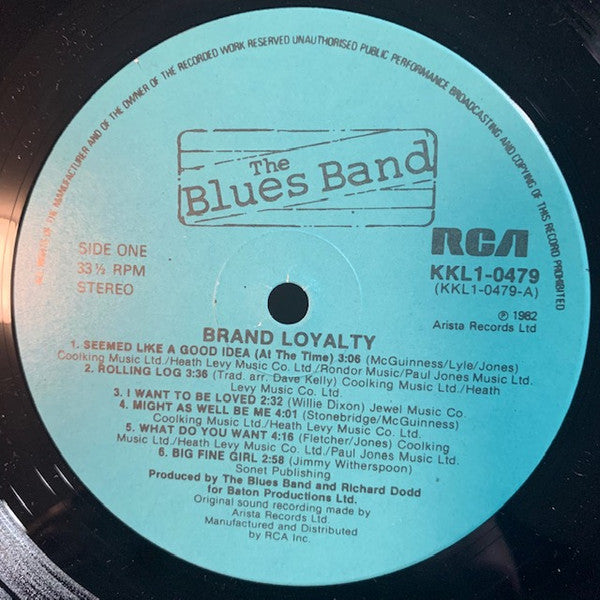 ALL RIGHTS OF THE MANUFACTURER AND OF THE OWNER OF THE RECORDED WORK RESERVED UNAUTHORISED PUBLIC PERFORMANCE BROADCASTING AND COPYING OF THIS RECORD PROHIBITED
The
Blues Band
SIDE ONE
33⅓ RPM
STEREO
RCA
KKL1-0479
(KKL1-0479-A)
℗ 1982
Arista Records Ltd
BRAND LOYALTY
1. SEEMED LIKE A GOOD IDEA (At The Time) 3:06 (McGuinness/Lyle/Jones)
Coolking Music Ltd./Heath Levy Music Co. Ltd./Rondor Music/Paul Jones Music Ltd.
2. ROLLING LOG 3:36 (Trad. arr. Dave Kelly) Coolking Music Ltd./Heath
Levy Music Co. Ltd.
3. I WANT TO BE LOVED 2:32 (Willie Dixon) Jewel Music Co.
4. MIGHT AS WELL BE ME 4:01 (Stonebridge/McGuinness)
Coolking Music Ltd./Heath Levy Music Co. Ltd.
5. WHAT DO YOU WANT 4:16 (Fletcher/Jones) Coolking
Music Ltd./Heath Levy Music Co. Ltd./Paul Jones Music Ltd.
6. BIG FINE GIRL 2:58 (Jimmy Witherspoon)
Sonet Publishing
Produced by The Blues Band and Richard Dodd
for Baton Productions Ltd.
Original sound recording made by
Arista Records Ltd.
Manufactured and Distributed
by RCA Inc.